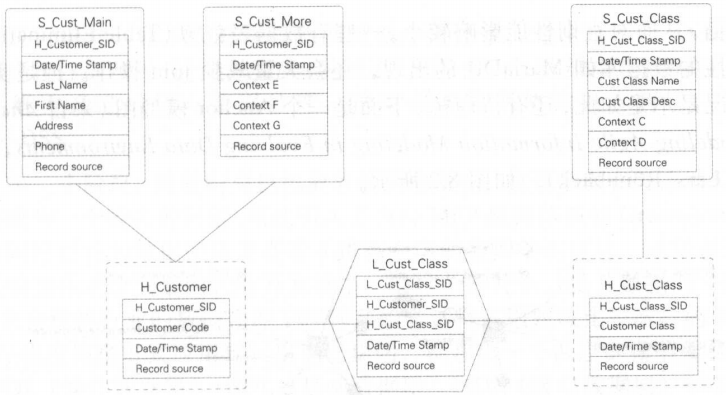 S_Cust_Main
H_Customer_SID
Date/Time Stamp
Last_Name
First Name
Address
Phone
Record source
S_Cust_More
H_Customer_SID
Date/Time Stamp
Context E
Context F
Context G
Record source
S_Cust_Class
H_Cust_Class_SID
Date/Time Stamp
Cust Class Name
Cust Class Desc
Context C
Context D
Record source
H_Customer
H_Customer_SID
Customer Code
Date/Time Stamp
Record source
L_Cust_Class
L_Cust_Class_SID
H_Customer_SID
H_Cust_Class_SID
Date/Time Stamp
Record source
H_Cust_Class
H_Cust_Class_SID
Customer Class
Date/Time Stamp
Record source